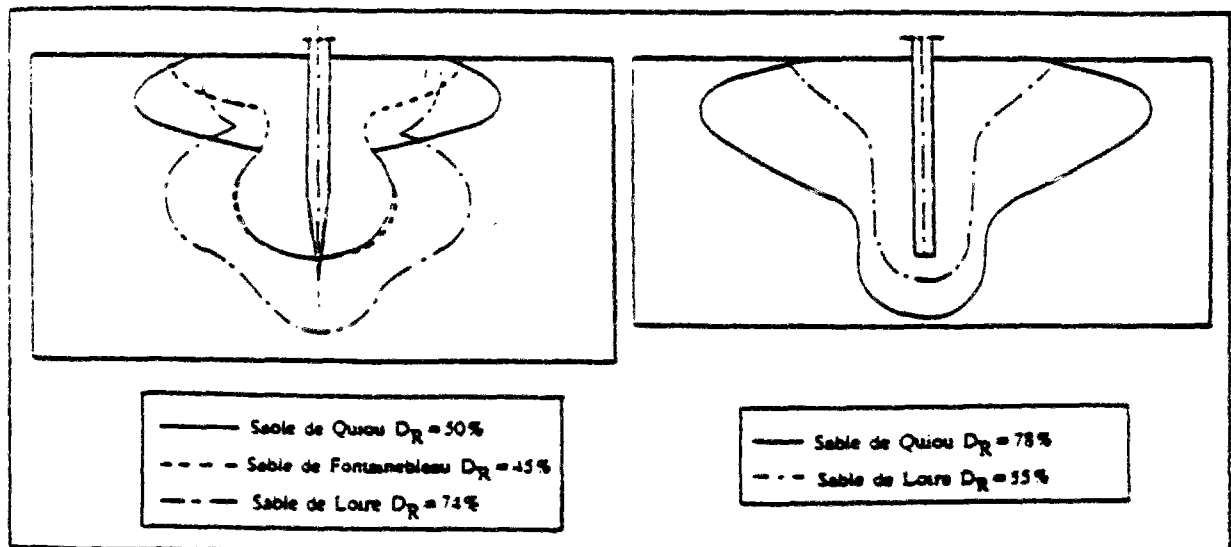 Sable de Quiou D_R = 50%
Sable de Fontainebleau D_R = 45%
Sable de Loire D_R = 74%
Sable de Quiou D_R = 78%
Sable de Loire D_R = 55%